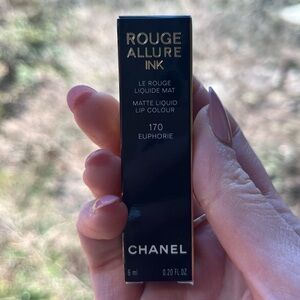 ROUGE
ALLURE
INK
LE ROUGE
LIQUIDE MAT
MATTE LIQUID
LIP COLOUR
170
EUPHORIE
CHANEL
6 ml 0.20 FL OZ